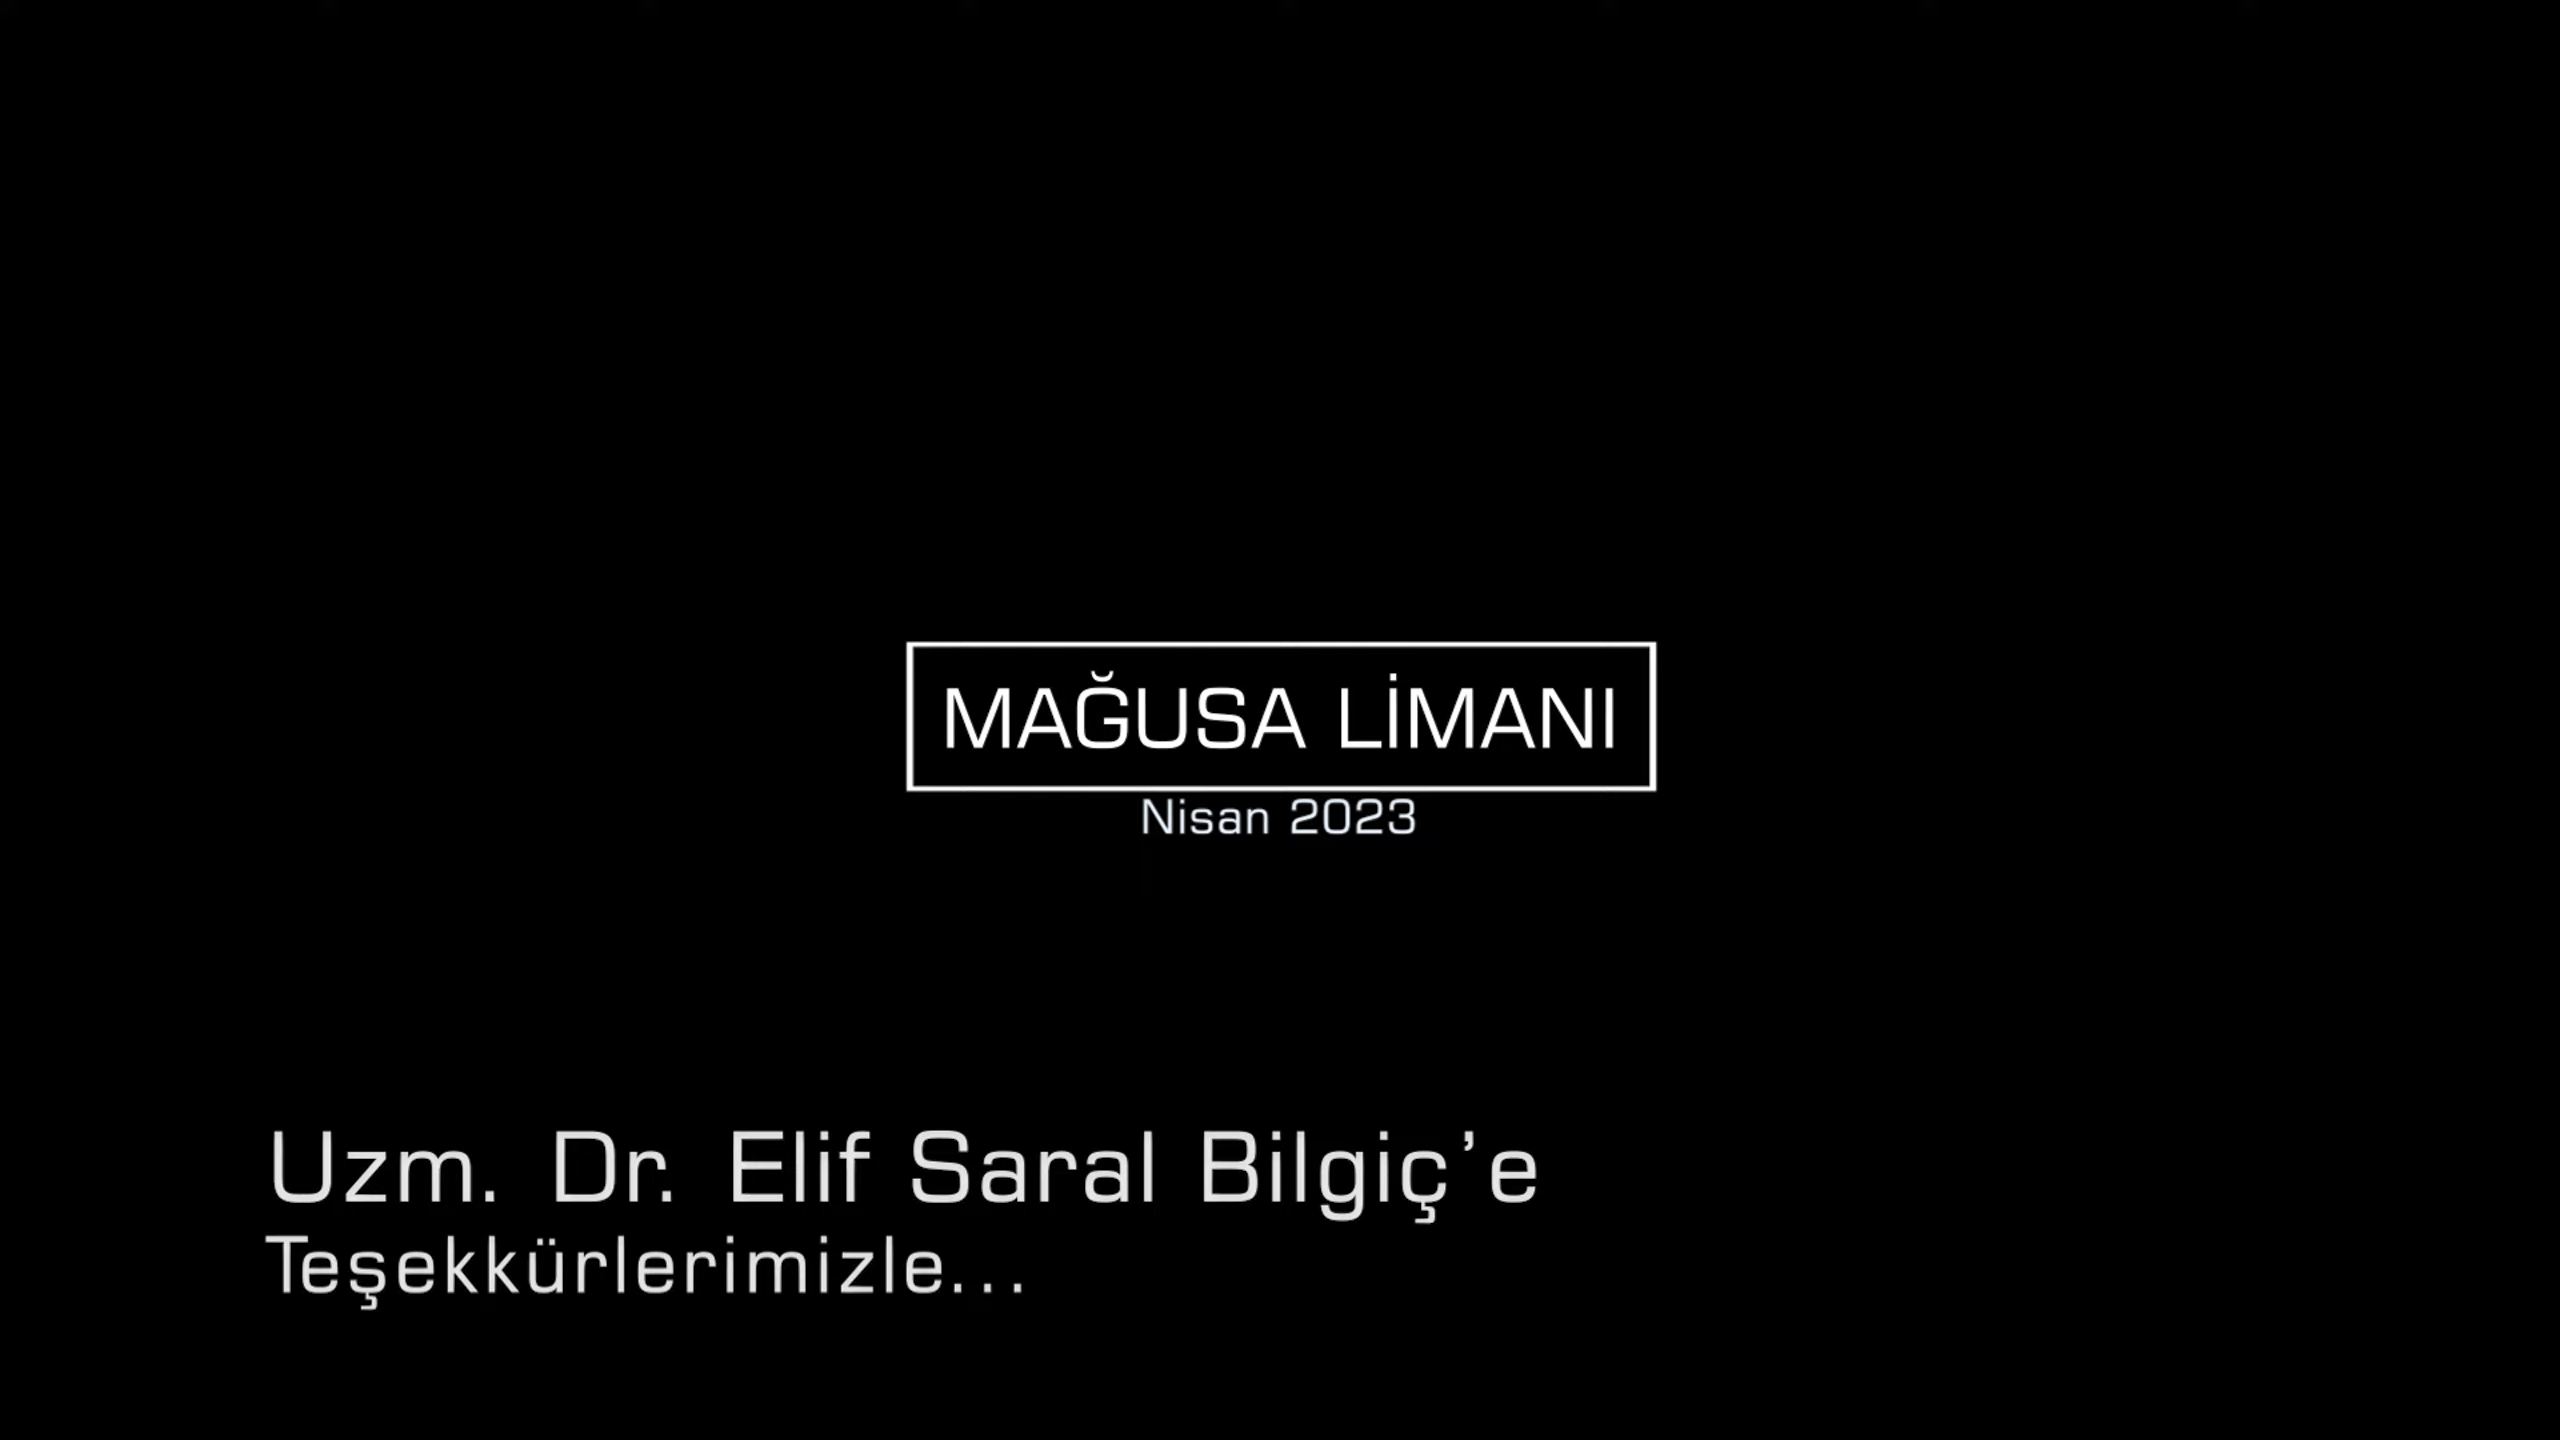 MAĞUSA LİMANI
Nisan 2023
Uzm. Dr. Elif Saral Bilgiç’e
Teşekkürlerimizle...